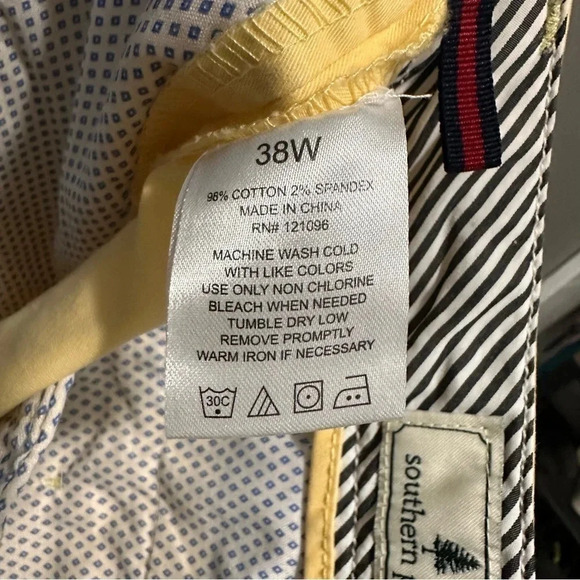 38W
98% COTTON 2% SPANDEX
MADE IN CHINA
RN# 121096
MACHINE WASH COLD
WITH LIKE COLORS
USE ONLY NON CHLORINE
BLEACH WHEN NEEDED
TUMBLE DRY LOW
REMOVE PROMPTLY
WARM IRON IF NECESSARY
30C
southern